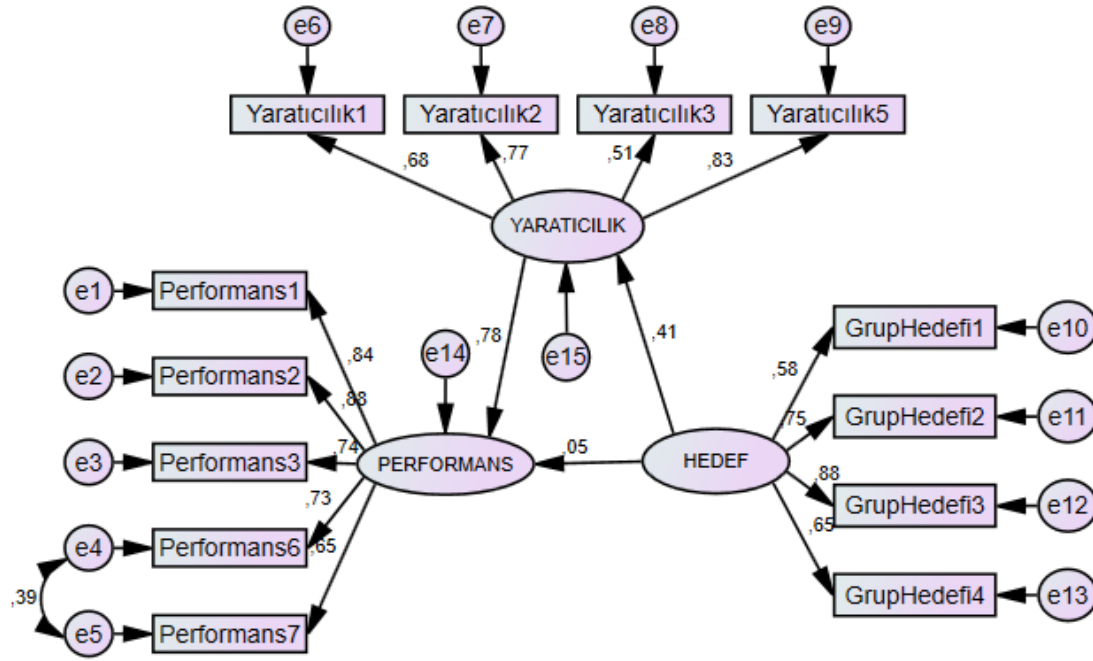 e6
e7
e8
e9
Yaratıcılık1
Yaratıcılık2
Yaratıcılık3
Yaratıcılık5
,68
,77
,51
,83
YARATICILIK
e1
Performans1
e2
Performans2
e3
Performans3
e4
Performans6
e5
Performans7
,39
,84
,88
,74
,73
,65
e14
,78
e15
,41
PERFORMANS
,05
HEDEF
,58
,75
,88
,65
GrupHedefi1
e10
GrupHedefi2
e11
GrupHedefi3
e12
GrupHedefi4
e13